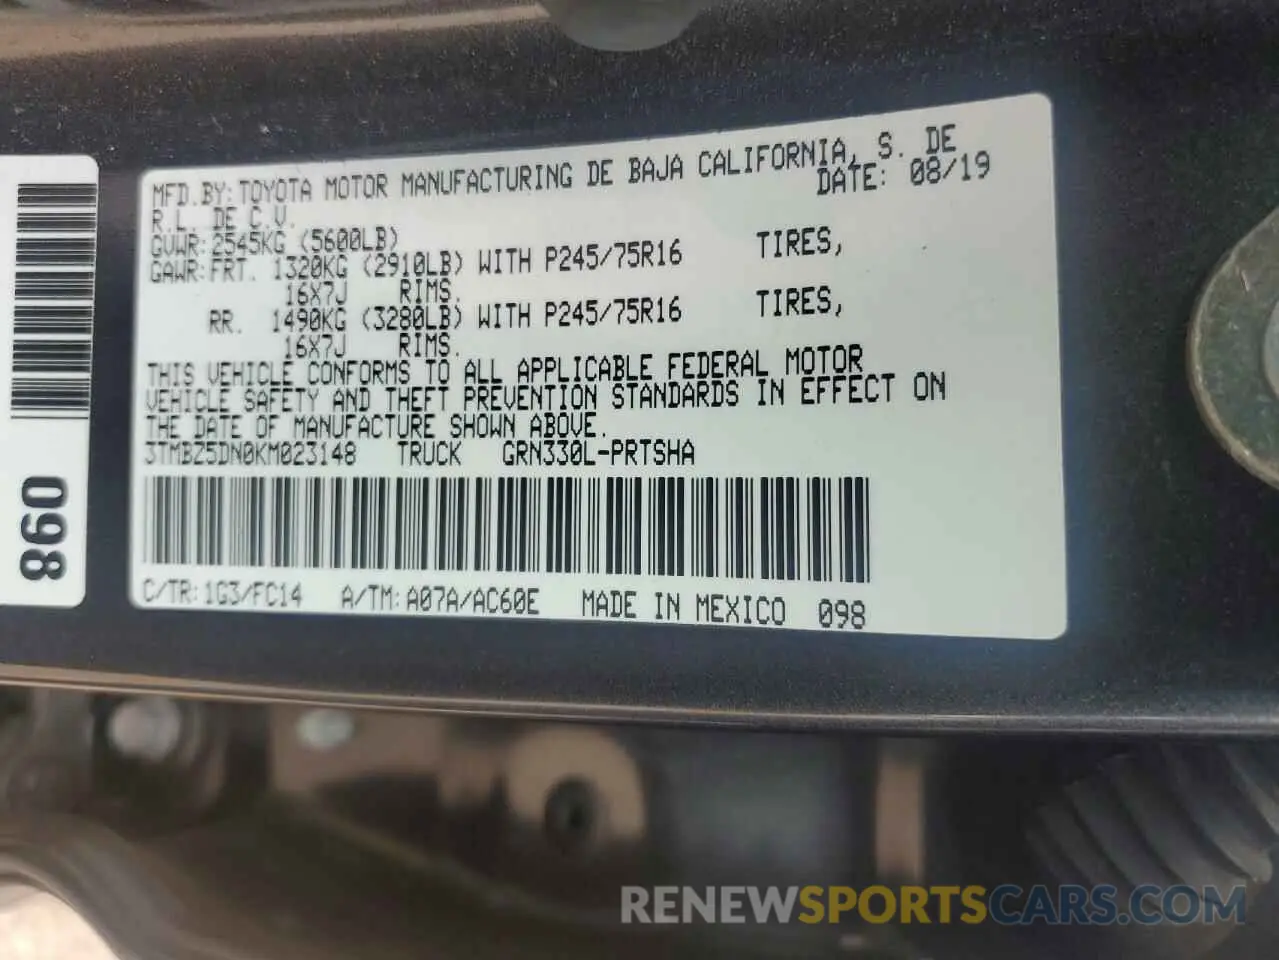 MFD.BY: TOYOTA MOTOR MANUFACTURING DE BAJA CALIFORNIA, S. DE
R.L. DE C.V. DATE: 08/19
GVWR: 2545KG (5600LB)
GAWR: FRT. 1320KG (2910LB) WITH P245/75R16 TIRES,
16X7J RIMS.
RR. 1490KG (3280LB) WITH P245/75R16 TIRES,
16X7J RIMS.
THIS VEHICLE CONFORMS TO ALL APPLICABLE FEDERAL MOTOR
VEHICLE SAFETY AND THEFT PREVENTION STANDARDS IN EFFECT ON
THE DATE OF MANUFACTURE SHOWN ABOVE.
3TMBZ5DN0KM023148 TRUCK GRN330L-PRTSHA
C/TR: 1G3/FC14 A/TM: A07A/AC60E MADE IN MEXICO 098
098
RENEWSPORTSCARS.COM